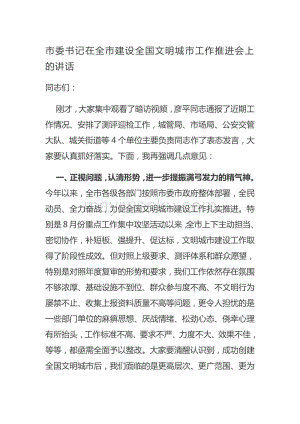 市委书记在全市建设全国文明城市工作推进会上
的讲话
同志们：
刚才，大家集中观看了暗访视频，彦平同志通报了近期工
作情况、安排了测评迎检工作，城管局、市场局、公安交管大
队、城关街道等 4 个单位主要负责同志作了表态发言，大
家要认真抓好落实。下面，我再强调几点意见：
一、正视问题，认清形势，进一步提振满弓发力的精气神。
今年以来，全市各级各部门按照市委市政府整体部署，全民
动员、全力奋战，力促全国文明城市建设工作扎实推进。特
别是 8 月份重点工作集中攻坚活动以来，全市上下主动担当、
密切协作，补短板、强提升、促达标，文明城市建设工作取
得了阶段性成效。但对照上级要求、测评体系和群众愿望，
特别是对照年度复审的形势和要求，我们工作依然存在氛围
不够浓厚、基础设施不到位、群众参与度不高、不文明行为
屡禁不止、收集上报资料质量不高等问题，更令人担忧的是
一些部门单位的麻痹思想、厌战情绪、松劲心态、侥幸心理
有所抬头，工作标准不高、要求不严、力度不大、效果不佳，
等等，都亟需全面予以整改。大家要清醒认识到，成功创建
全国文明城市后，我们面临的是更高层次、更广范围、更为